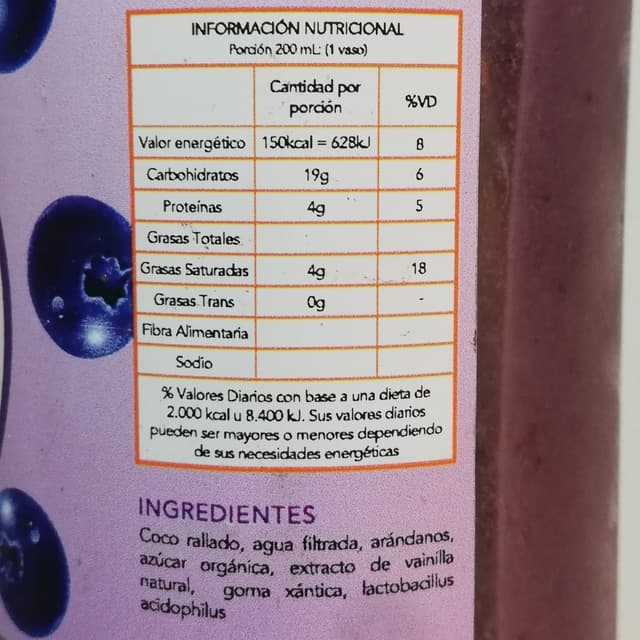 INFORMACIÓN NUTRICIONAL
Porción 200 mL: (1 vaso)
Cantidad por porción %VD
Valor energético 150kcal = 628kJ 8
Carbohidratos 19g 6
Proteínas 4g 5
Grasas Totales
Grasas Saturadas 4g 18
Grasas Trans 0g -
Fibra Alimentaria
Sodio
% Valores Diarios con base a una dieta de
2.000 kcal u 8.400 kJ. Sus valores diarios
pueden ser mayores o menores dependiendo
de sus necesidades energéticas
INGREDIENTES
Coco rallado, agua filtrada, arándanos,
azúcar orgánica, extracto de vainilla
natural, goma xántica, lactobacillus
acidophilus